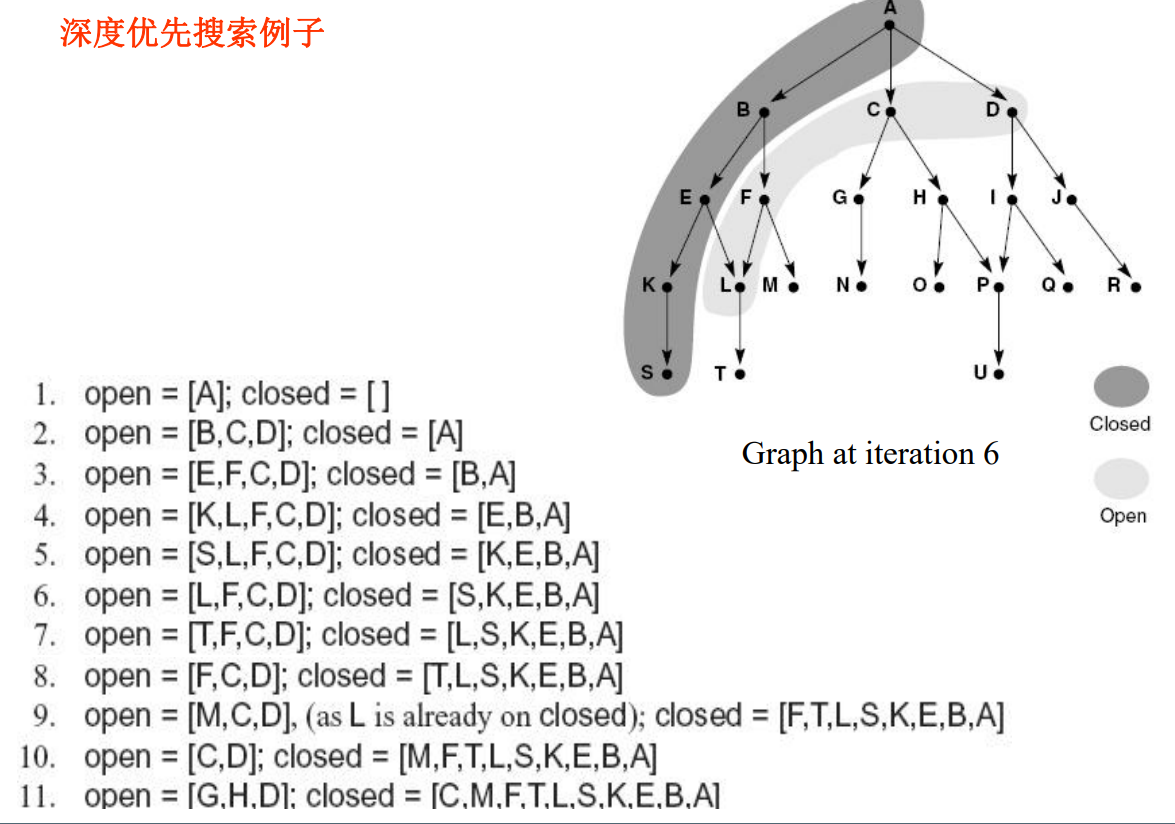 深度优先搜索例子
A
B C D
E F G H I J
K L M N O P Q R
S T U
Closed
Graph at iteration 6
Open
1. open = [A]; closed = [ ]
2. open = [B,C,D]; closed = [A]
3. open = [E,F,C,D]; closed = [B,A]
4. open = [K,L,F,C,D]; closed = [E,B,A]
5. open = [S,L,F,C,D]; closed = [K,E,B,A]
6. open = [L,F,C,D]; closed = [S,K,E,B,A]
7. open = [T,F,C,D]; closed = [L,S,K,E,B,A]
8. open = [F,C,D]; closed = [T,L,S,K,E,B,A]
9. open = [M,C,D], (as L is already on closed); closed = [F,T,L,S,K,E,B,A]
10. open = [C,D]; closed = [M,F,T,L,S,K,E,B,A]
11. open = [G,H,D]; closed = [C,M,F,T,L,S,K,E,B,A]